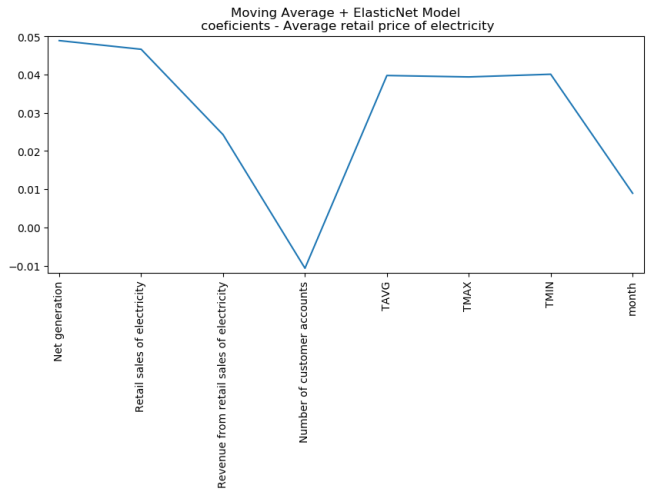 Moving Average + ElasticNet Model
coeficients - Average retail price of electricity
0.05
0.04
0.03
0.02
0.01
0.00
−0.01
Net generation
Retail sales of electricity
Revenue from retail sales of electricity
Number of customer accounts
TAVG
TMAX
TMIN
month